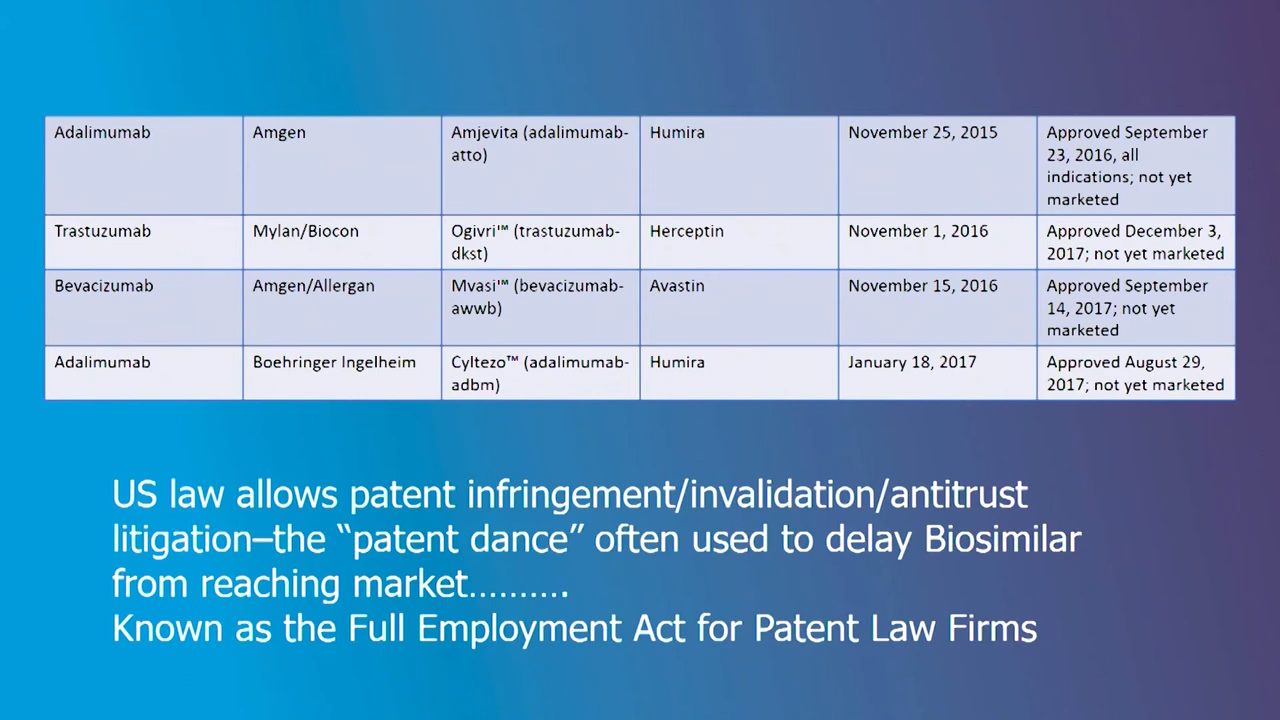 Adalimumab
Amgen
Amjevita (adalimumab-
atto)
Humira
November 25, 2015
Approved September
23, 2016, all
indications; not yet
marketed
Trastuzumab
Mylan/Biocon
Ogivri™ (trastuzumab-
dkst)
Herceptin
November 1, 2016
Approved December 3,
2017; not yet marketed
Bevacizumab
Amgen/Allergan
Mvasi™ (bevacizumab-
awwb)
Avastin
November 15, 2016
Approved September
14, 2017; not yet
marketed
Adalimumab
Boehringer Ingelheim
Cyltezo™ (adalimumab-
adbm)
Humira
January 18, 2017
Approved August 29,
2017; not yet marketed
US law allows patent infringement/invalidation/antitrust
litigation–the “patent dance” often used to delay Biosimilar
from reaching market……….
Known as the Full Employment Act for Patent Law Firms